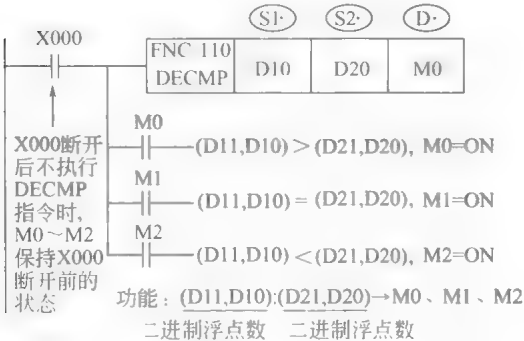 S1· S2· D·
X000
FNC 110
DECMP D10 D20 M0
M0
(D11,D10)>(D21,D20), M0=ON
M1
(D11,D10)=(D21,D20), M1=ON
M2
(D11,D10)<(D21,D20), M2=ON
X000断开
后不执行
DECMP
指令时,
M0~M2
保持X000
断开前的
状态
功能：(D11,D10):(D21,D20)→M0、M1、M2
二进制浮点数 二进制浮点数